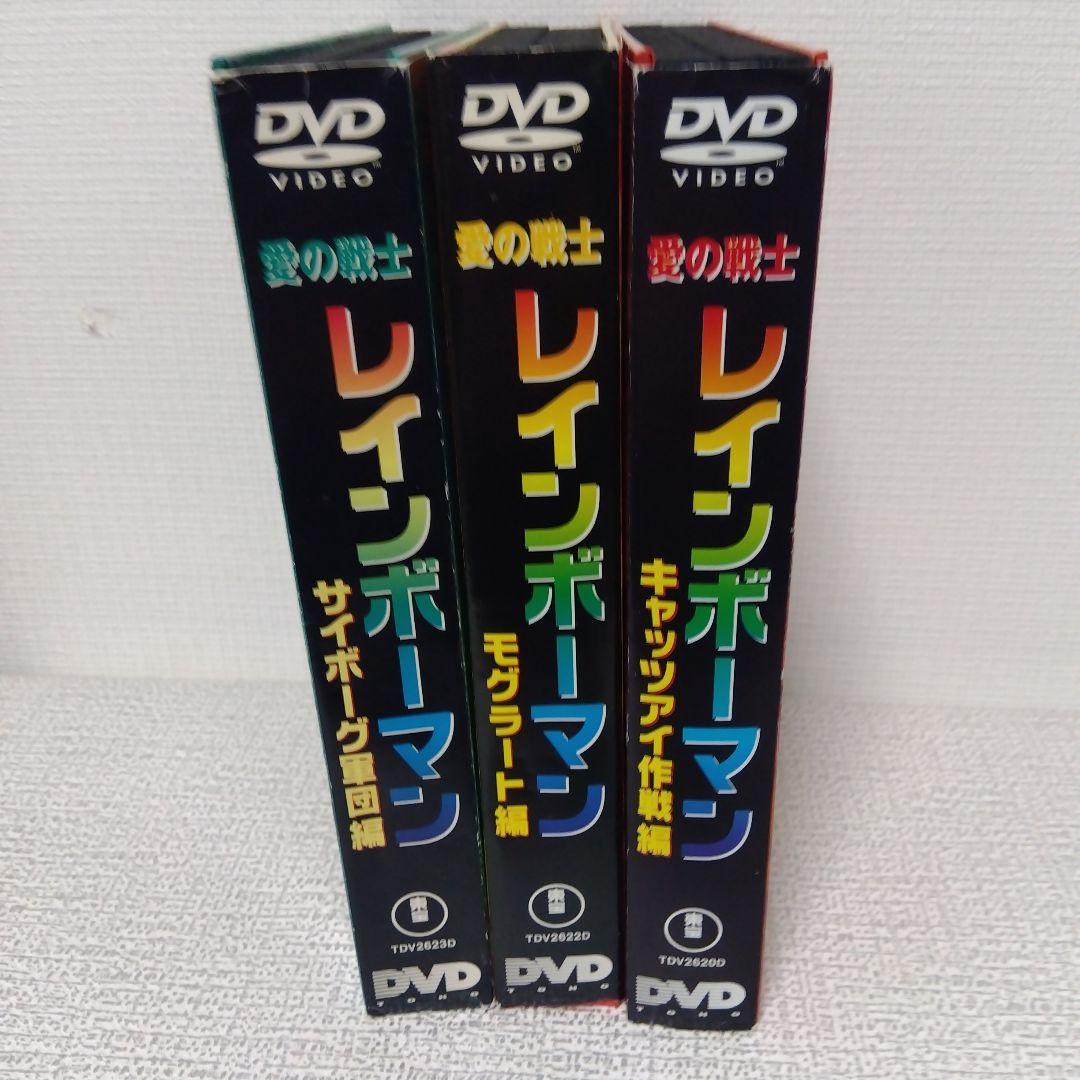 DVD
VIDEO
愛の戦士
レインボーマン
サイボーグ軍団編
東宝
TDV2623D
DVD
TOHO
DVD
VIDEO
愛の戦士
レインボーマン
モグラート編
東宝
TDV2622D
DVD
TOHO
DVD
VIDEO
愛の戦士
レインボーマン
キャッツアイ作戦編
東宝
TDV2620D
DVD
TOHO